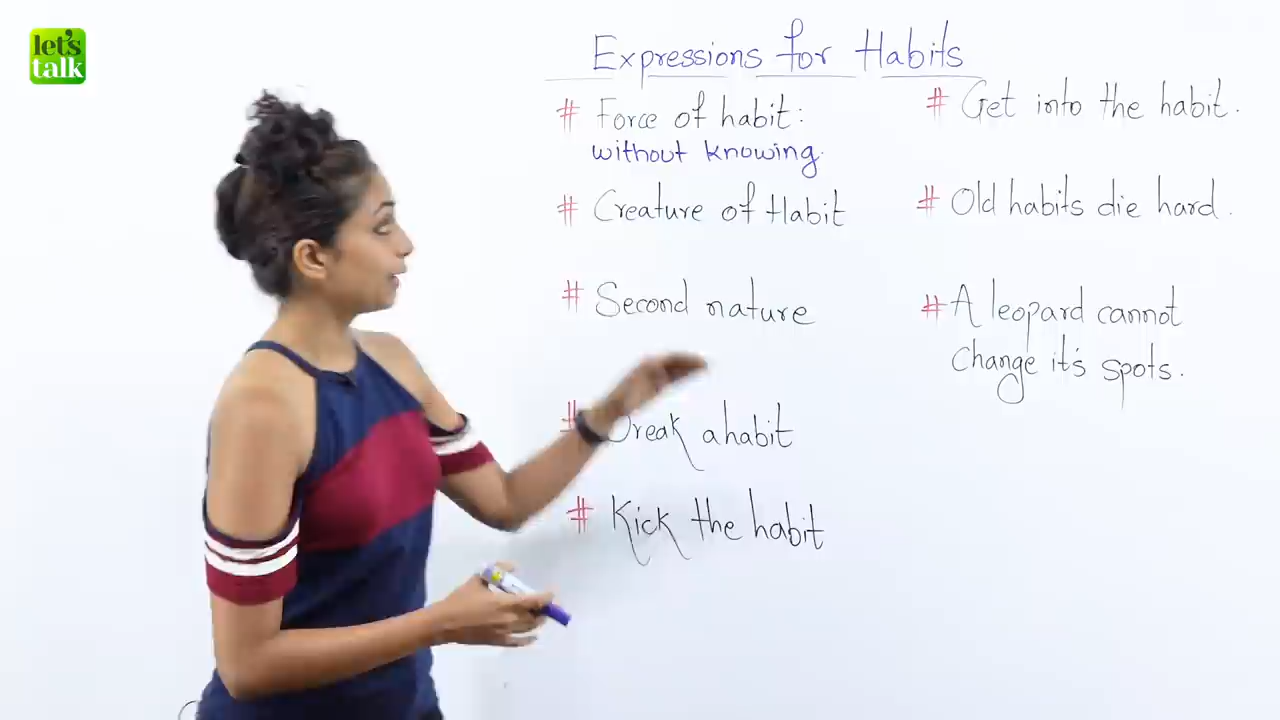 let's
talk
Expressions for Habits
# Force of habit:
without knowing.
# Creature of Habit
# Second nature
# Break a habit
# Kick the habit
# Get into the habit.
# Old habits die hard.
# A leopard cannot
change it's spots.